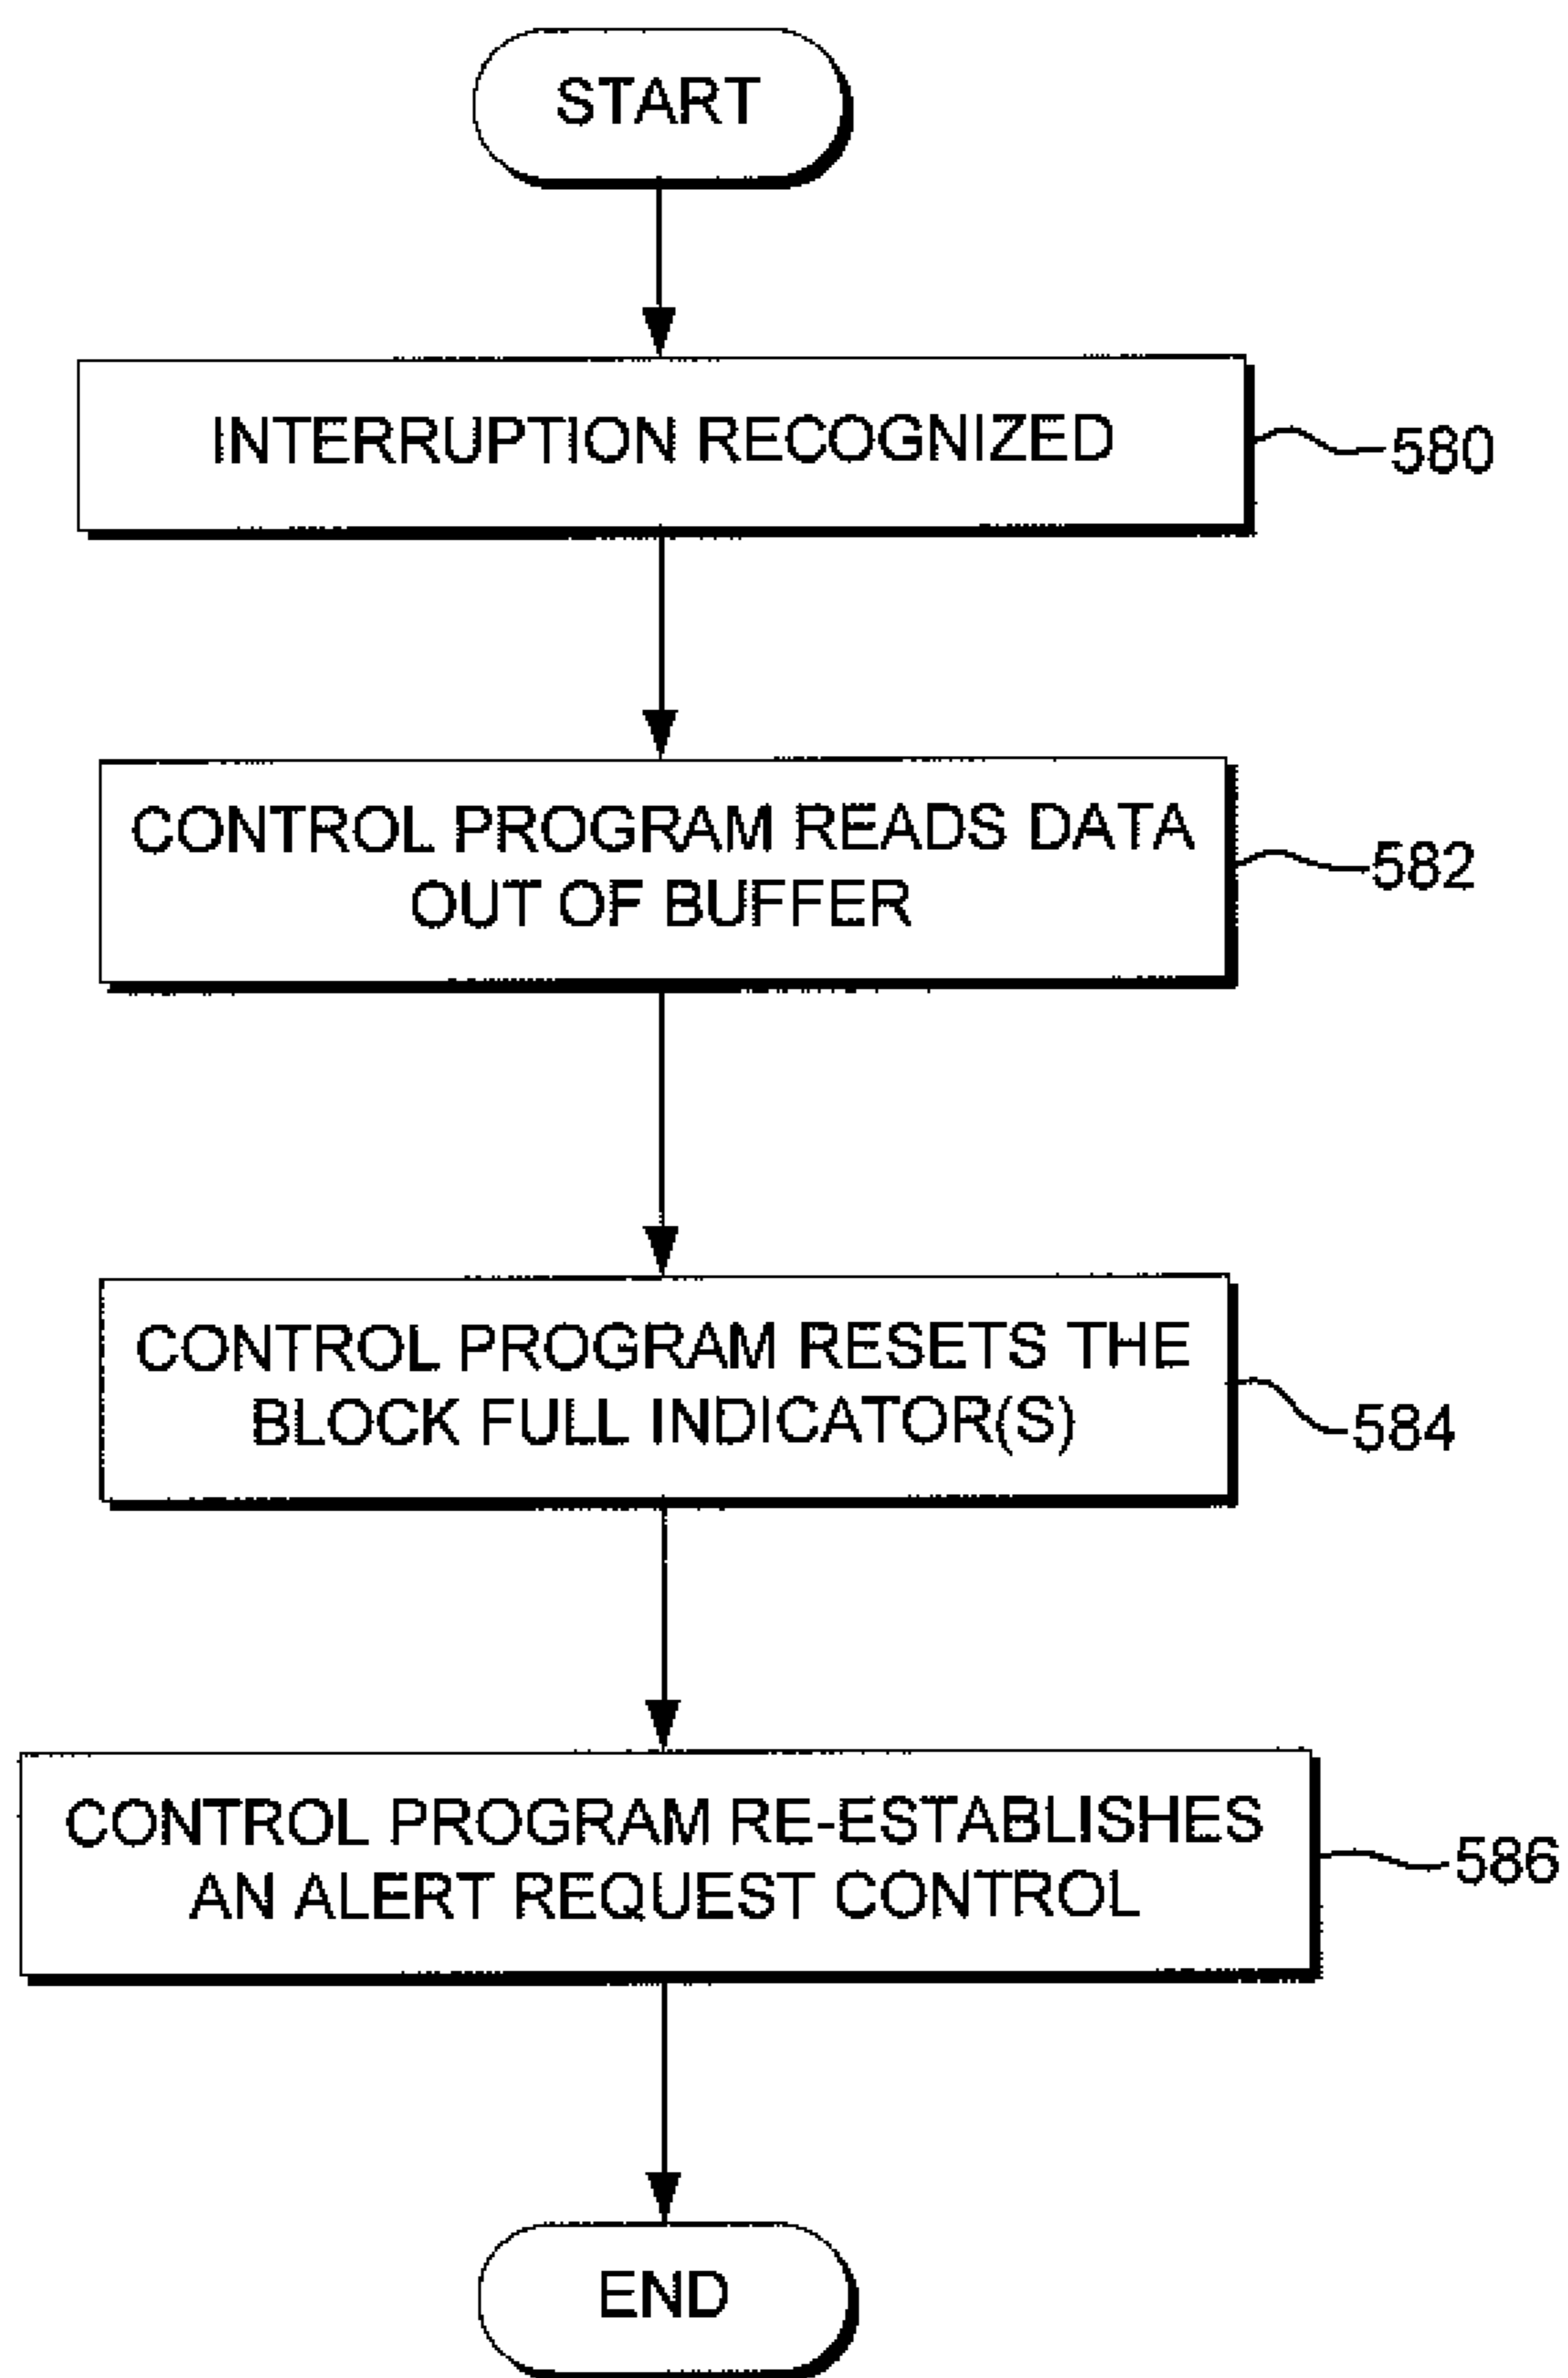 START
INTERRUPTION RECOGNIZED
580
CONTROL PROGRAM READS DATA
OUT OF BUFFER
582
CONTROL PROGRAM RESETS THE
BLOCK FULL INDICATOR(S)
584
CONTROL PROGRAM RE-ESTABLISHES
AN ALERT REQUEST CONTROL
586
END